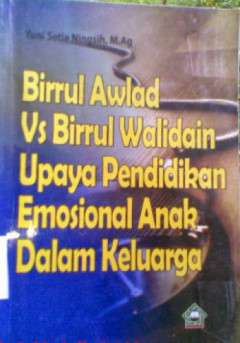 Yuni Setia Ningsih, M.Ag
Birrul Awlad
Vs Birrul Walidain
Upaya Pendidikan
Emosional Anak
Dalam Keluarga